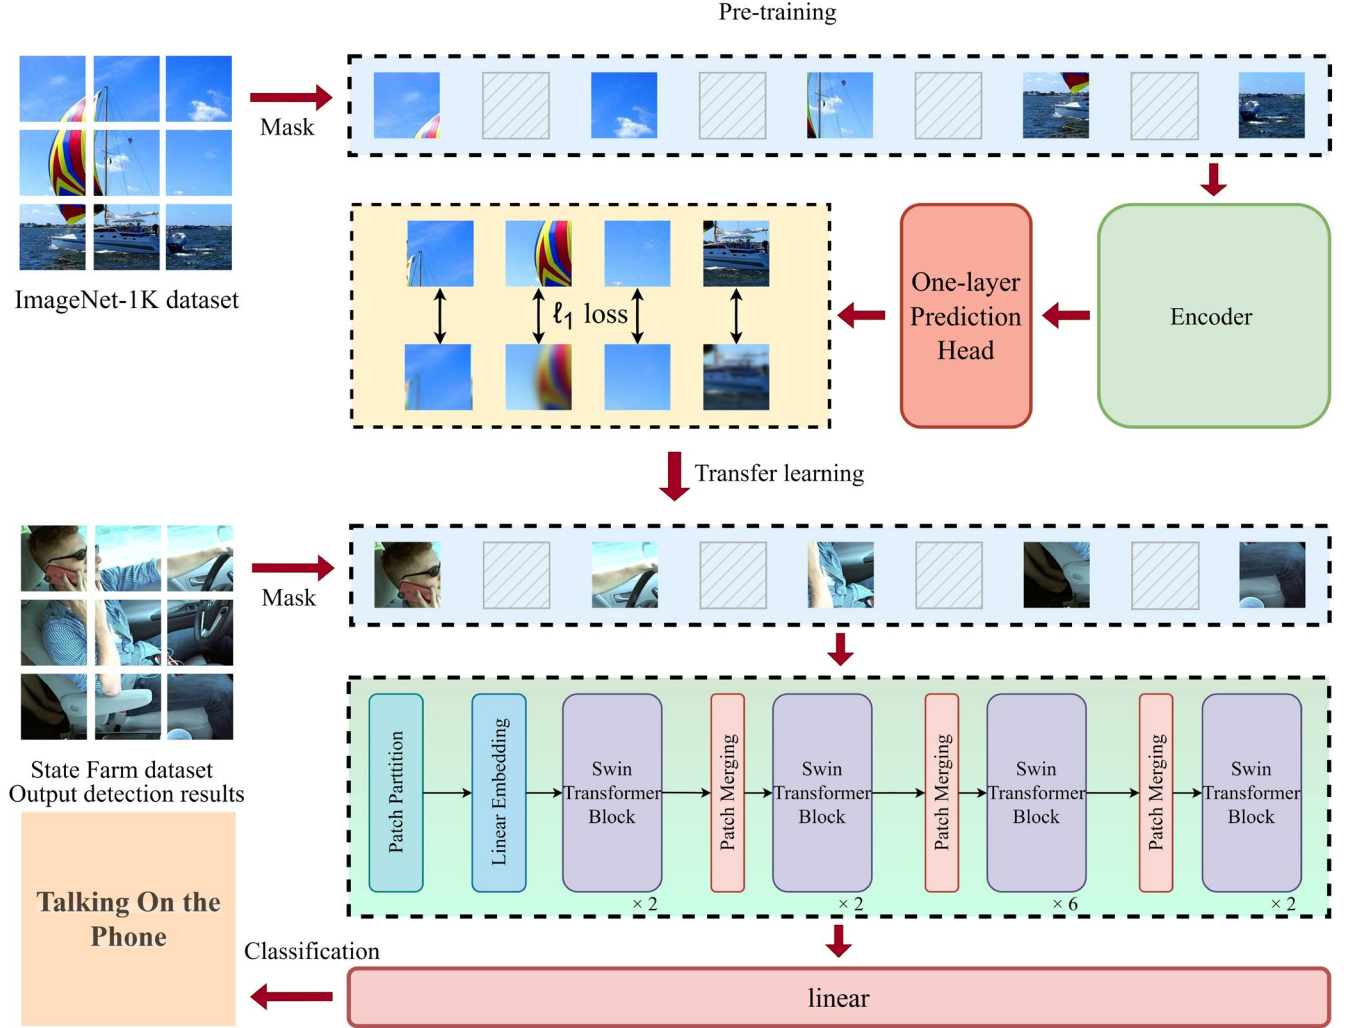 Pre-training
Mask
ImageNet-1K dataset
ℓ1 loss
One-layer
Prediction
Head
Encoder
Transfer learning
Mask
State Farm dataset
Output detection results
Patch Parttition
Linear Embedding
Swin
Transformer
Block
× 2
Patch Merging
Swin
Transformer
Block
× 2
Patch Merging
Swin
Transformer
Block
× 6
Patch Merging
Swin
Transformer
Block
× 2
Talking On the
Phone
Classification
linear